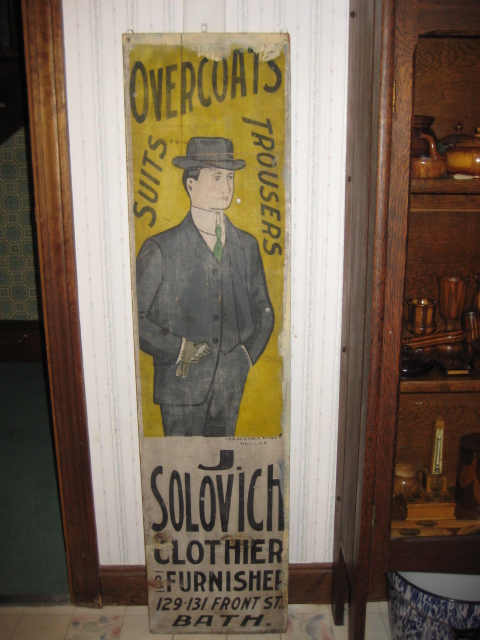 OVERCOATS
SUITS
TROUSERS
J
SOLOVICH
CLOTHIER
& FURNISHER
129-131 FRONT ST.
BATH.